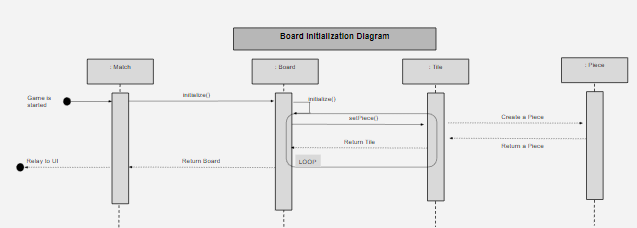 Board Initialization Diagram
: Match
: Board
: Tile
: Piece
Game is
started
initialize()
initialize()
setPiece()
Create a Piece
Return Tile
Return a Piece
Relay to UI
Return Board
LOOP